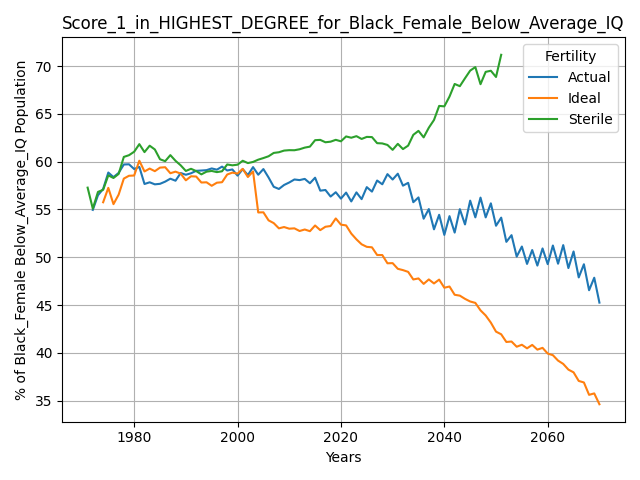 Score_1_in_HIGHEST_DEGREE_for_Black_Female_Below_Average_IQ
% of Black_Female Below_Average_IQ Population
70
65
60
55
50
45
40
35
Fertility
Actual
Ideal
Sterile
1980 2000 2020 2040 2060
Years